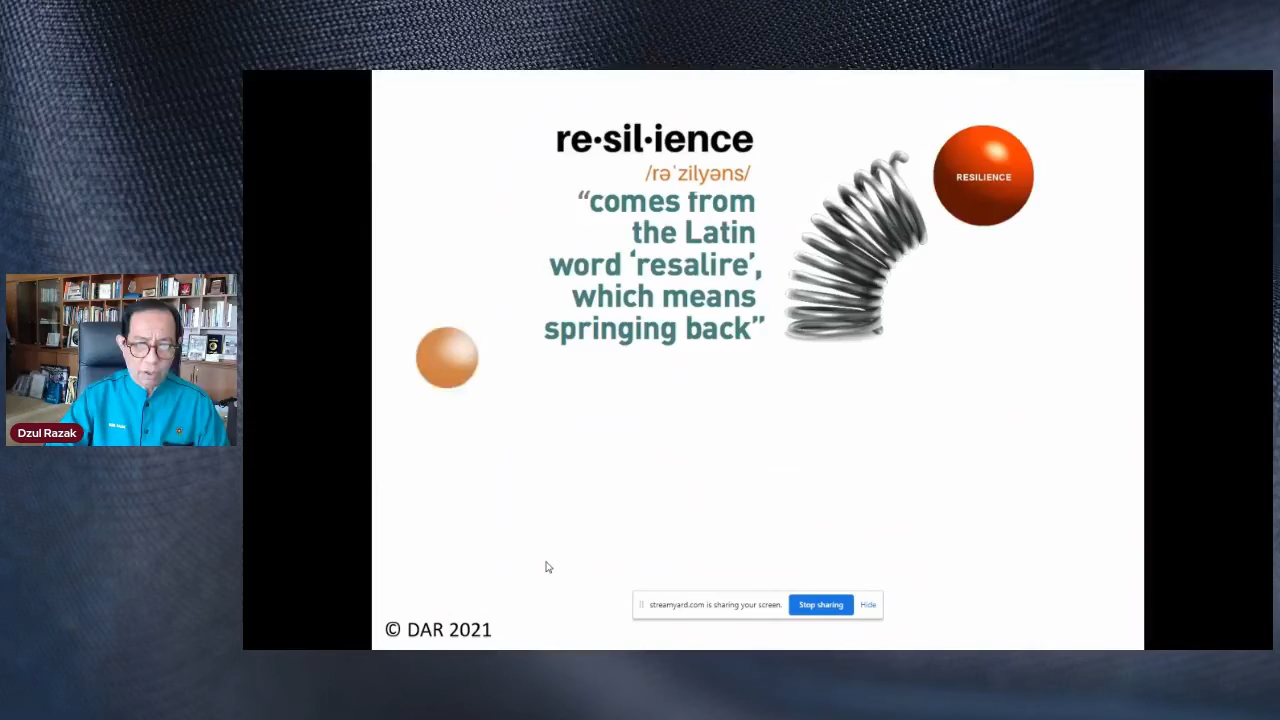 re·sil·ience
/rəˈzilyəns/
“comes from
the Latin
word ‘resalire’,
which means
springing back”
RESILIENCE
Dzul Razak
streamyard.com is sharing your screen.
Stop sharing
Hide
© DAR 2021